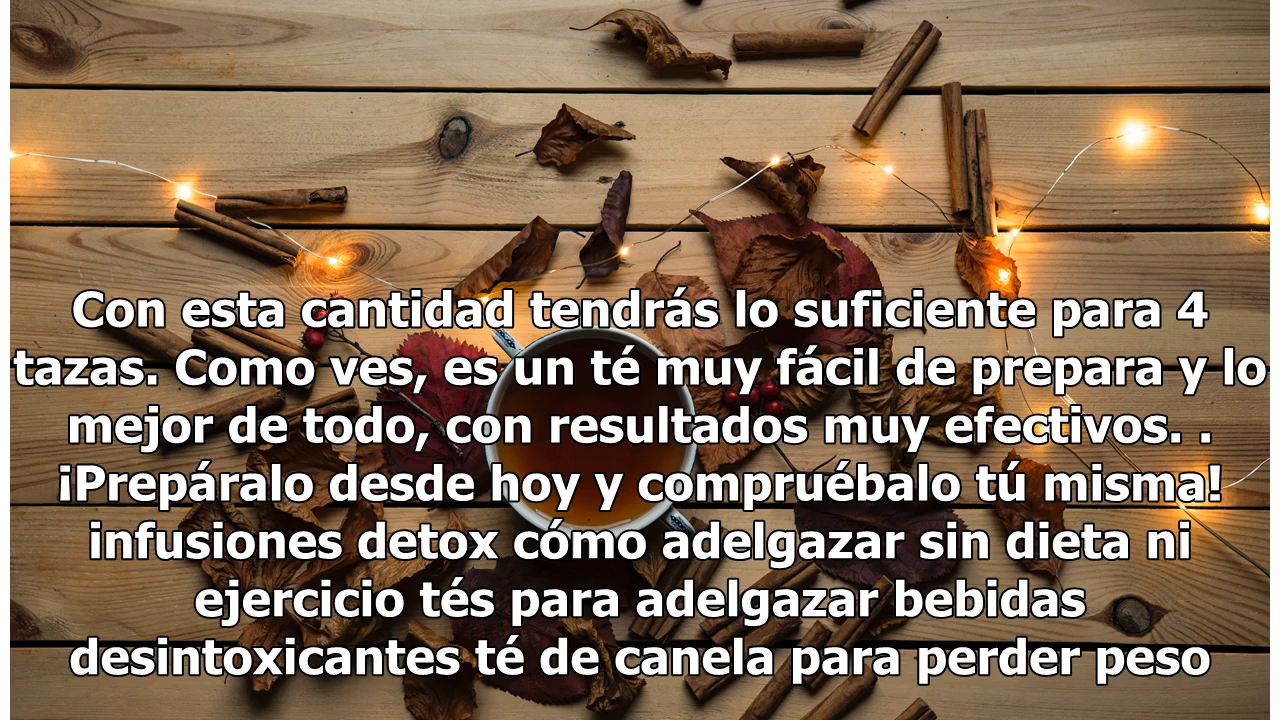 Con esta cantidad tendrás lo suficiente para 4
tazas. Como ves, es un té muy fácil de prepara y lo
mejor de todo, con resultados muy efectivos. .
¡Prepáralo desde hoy y compruébalo tú misma!
infusiones detox cómo adelgazar sin dieta ni
ejercicio tés para adelgazar bebidas
desintoxicantes té de canela para perder peso